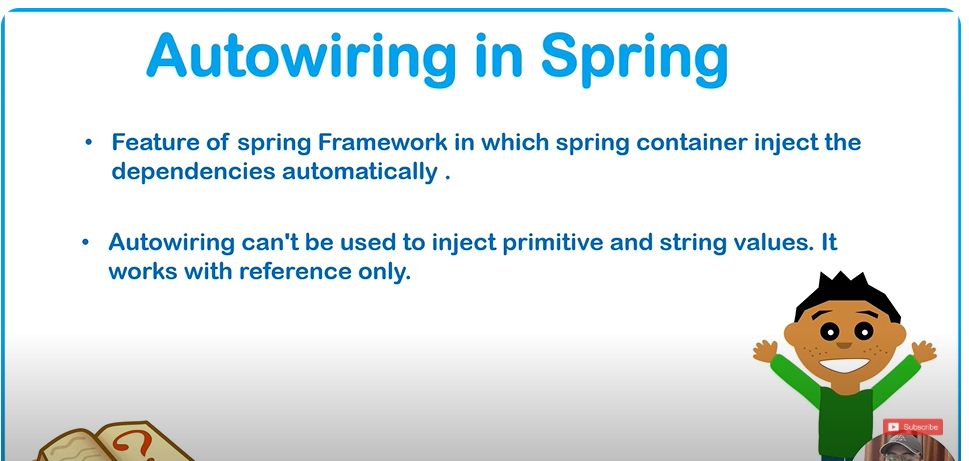 Autowiring in Spring
• Feature of spring Framework in which spring container inject the
dependencies automatically .
• Autowiring can't be used to inject primitive and string values. It
works with reference only.
?
Subscribe